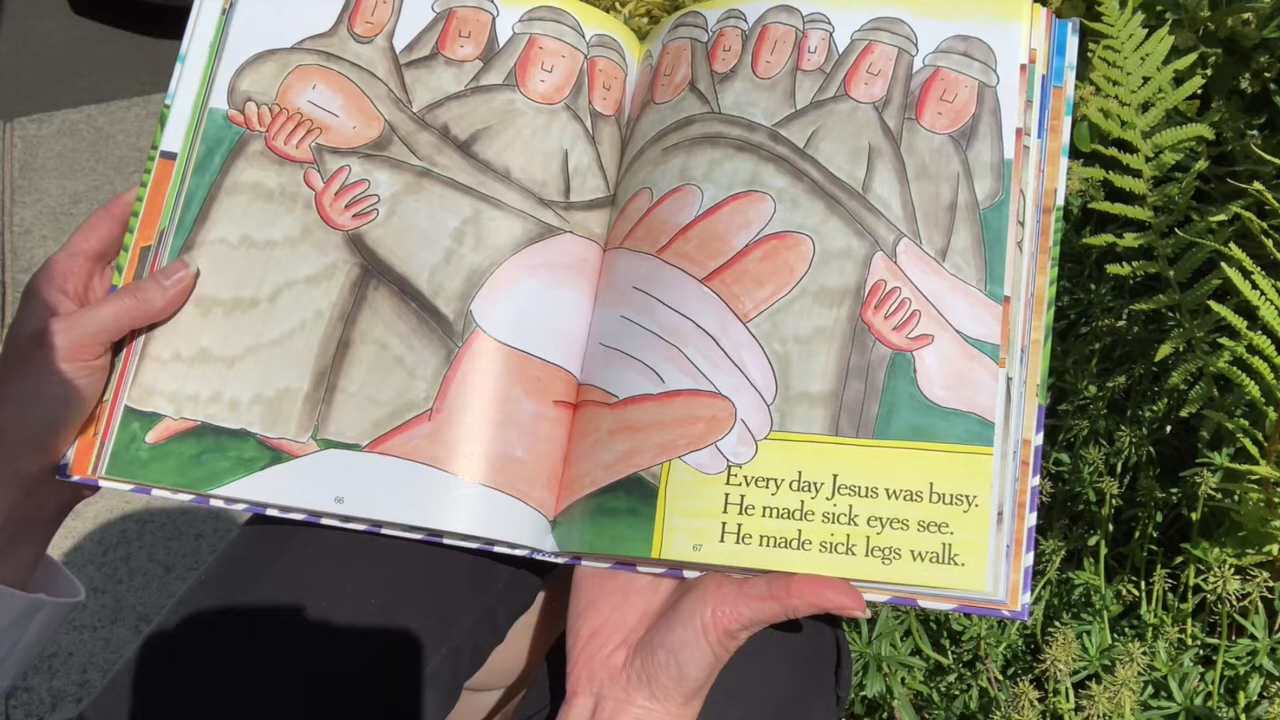 66
Every day Jesus was busy.
He made sick eyes see.
He made sick legs walk.
67